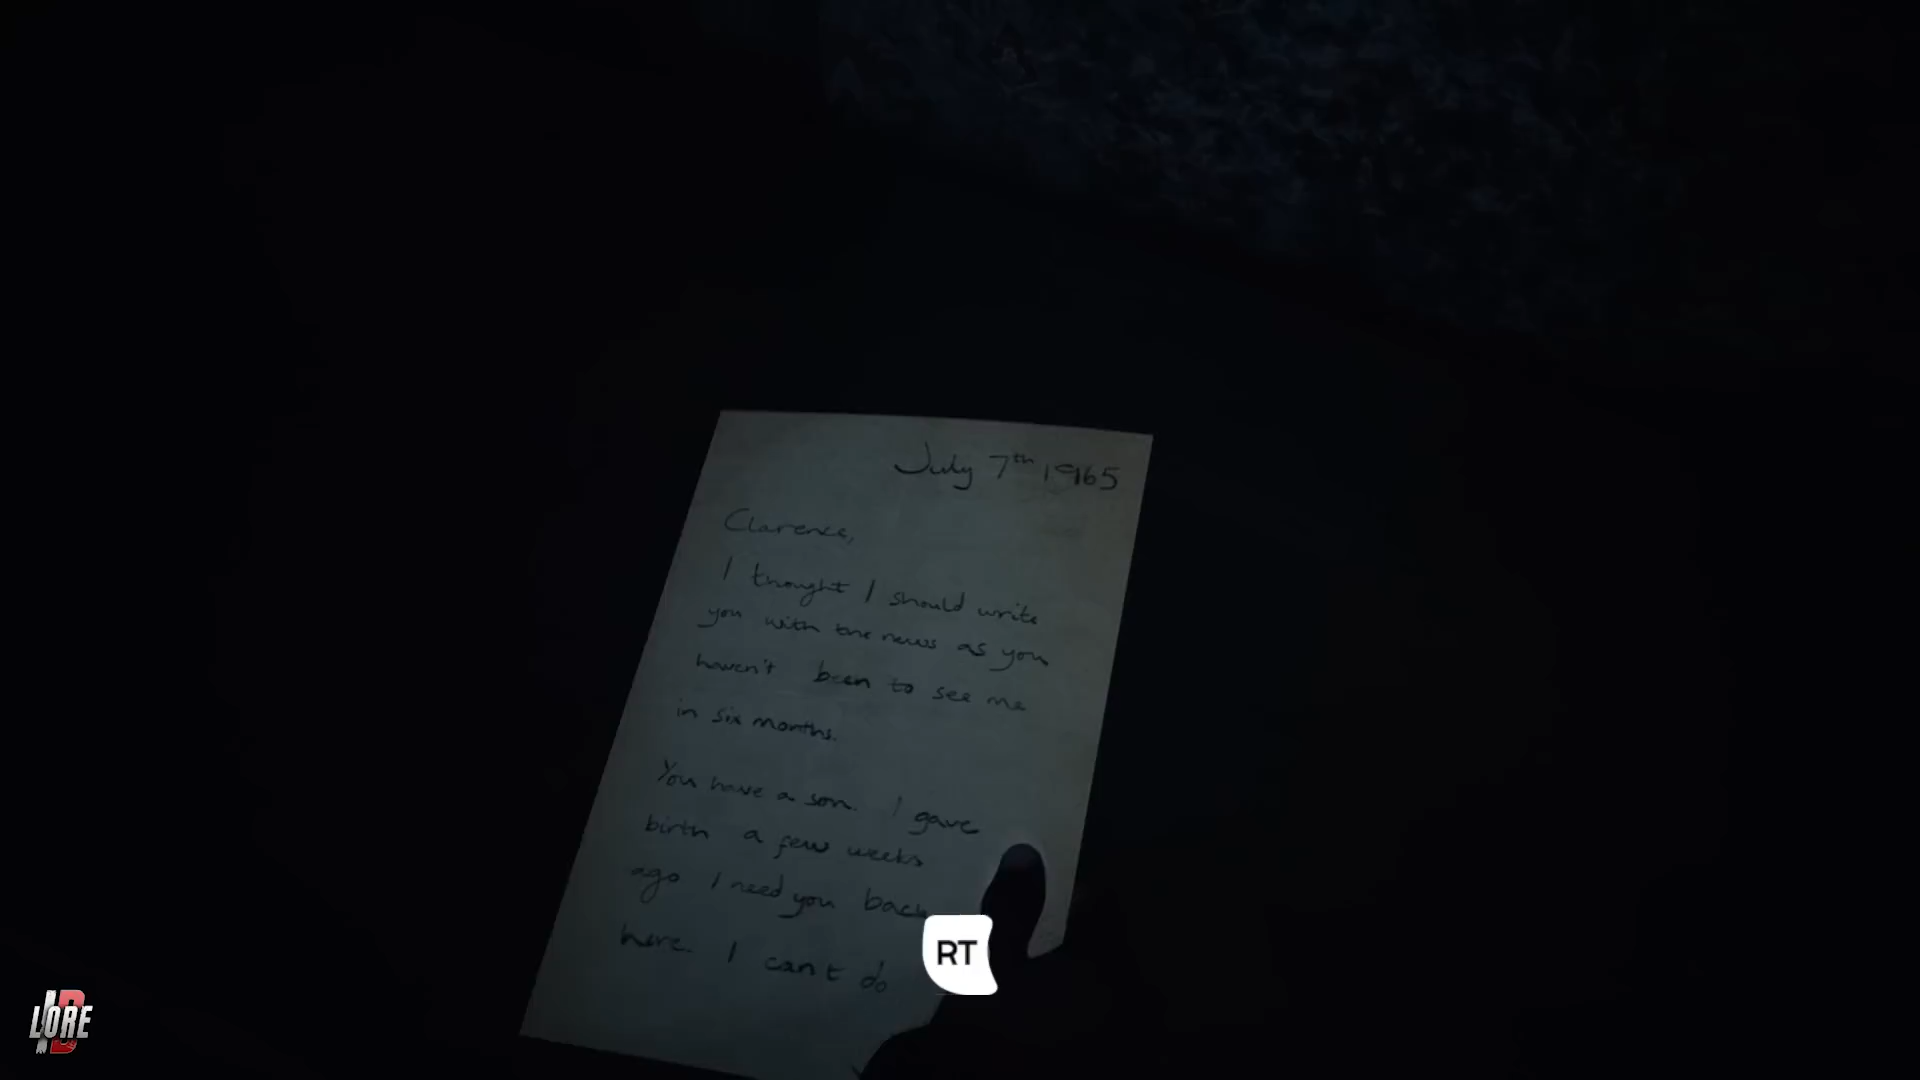 July 7th 1965
Clarence,
I thought I should write
you with the news as you
haven't been to see me
in six months.
You have a son. I gave
birth a few weeks
ago I need you back
here. I can't do
RT
LORE